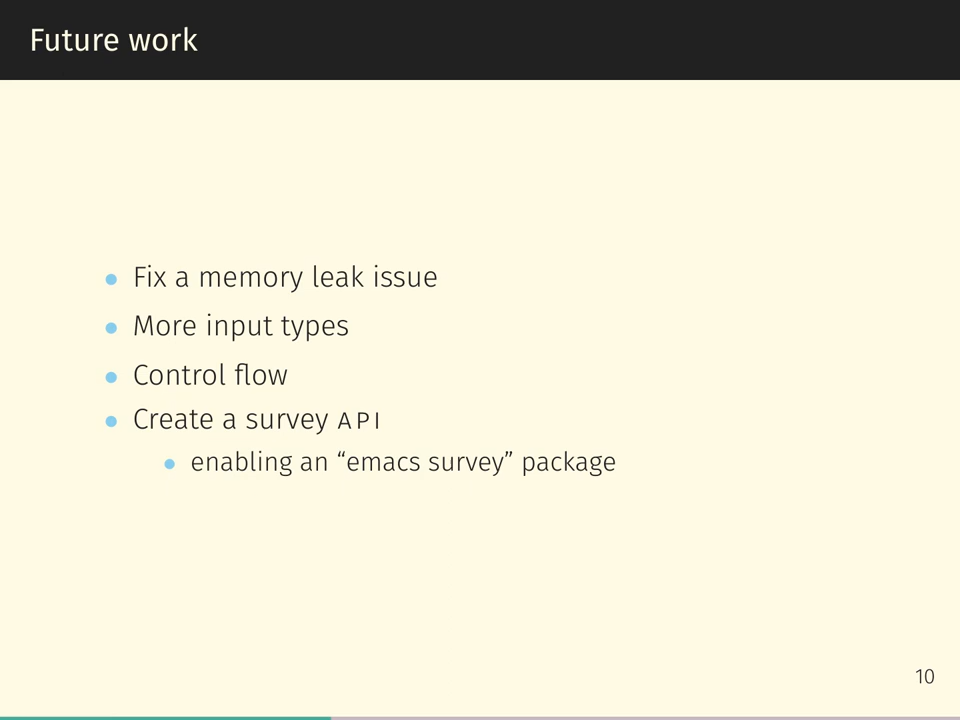 Future work
• Fix a memory leak issue
• More input types
• Control flow
• Create a survey API
• enabling an “emacs survey” package
10